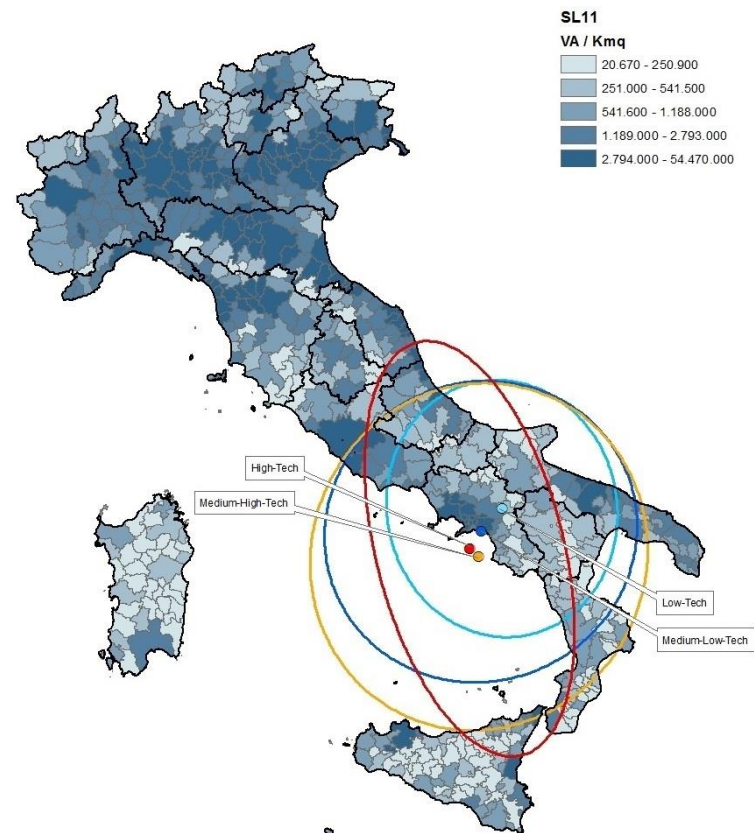 SL11
VA / Kmq
20.670 - 250.900
251.000 - 541.500
541.600 - 1.188.000
1.189.000 - 2.793.000
2.794.000 - 54.470.000
High-Tech
Medium-High-Tech
Low-Tech
Medium-Low-Tech